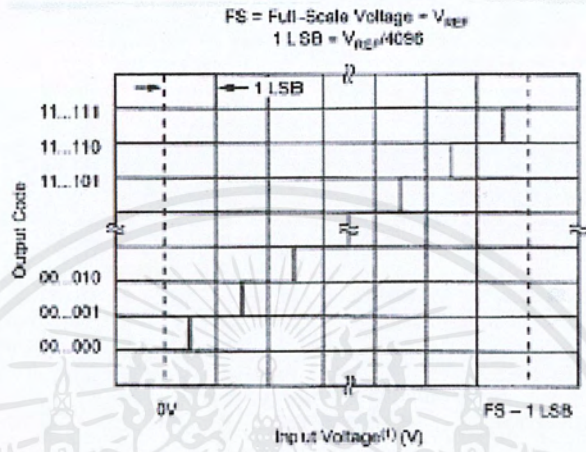 FS = Full-Scale Voltage = VREF
1 LSB = VREF/4096
1 LSB
11...111
11...110
11...101
Output Code
00...010
00...001
00...000
0V
FS – 1 LSB
Input Voltage(1) (V)